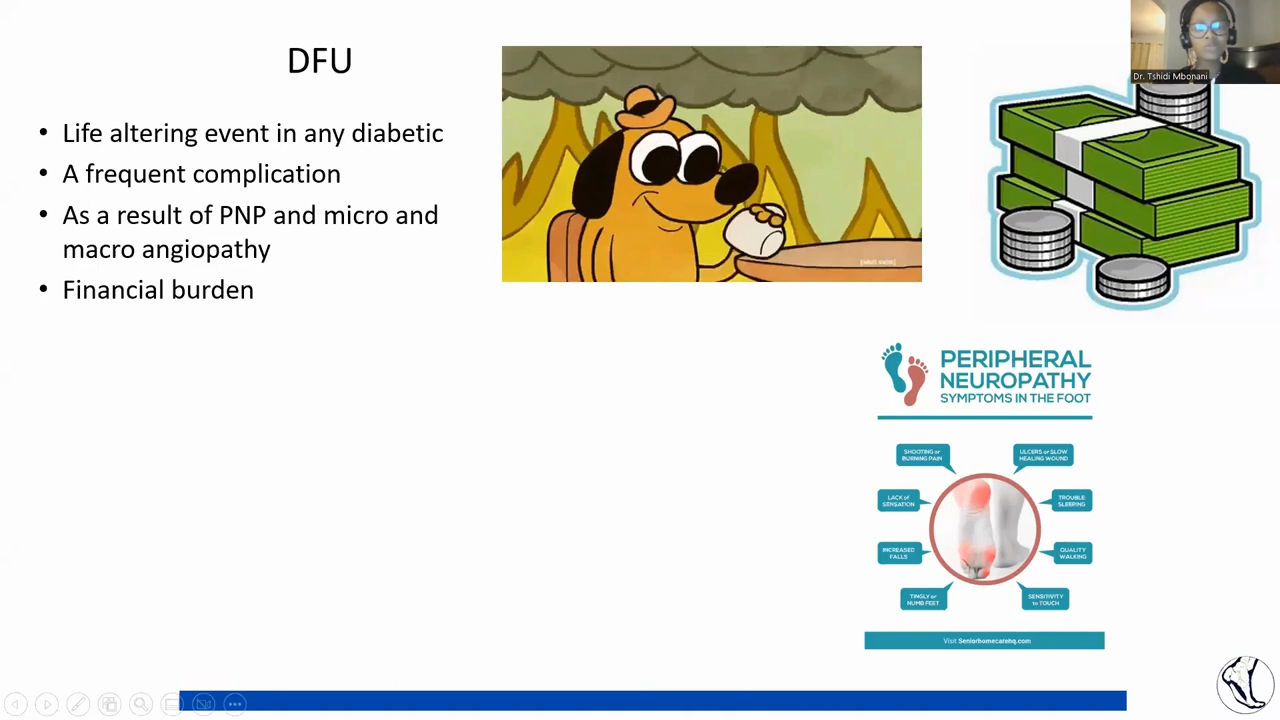 DFU
• Life altering event in any diabetic
• A frequent complication
• As a result of PNP and micro and
macro angiopathy
• Financial burden
[adult swim]
Dr. Tshidi Mbonani
PERIPHERAL
NEUROPATHY
SYMPTOMS IN THE FOOT
SHOOTING or
BURNING PAIN
ULCERS or SLOW
HEALING WOUND
LACK of
SENSATION
TROUBLE
SLEEPING
INCREASED
FALLS
QUALITY
WALKING
TINGLY or
NUMB FEET
SENSITIVITY
to TOUCH
Visit Seniorhomecarehq.com